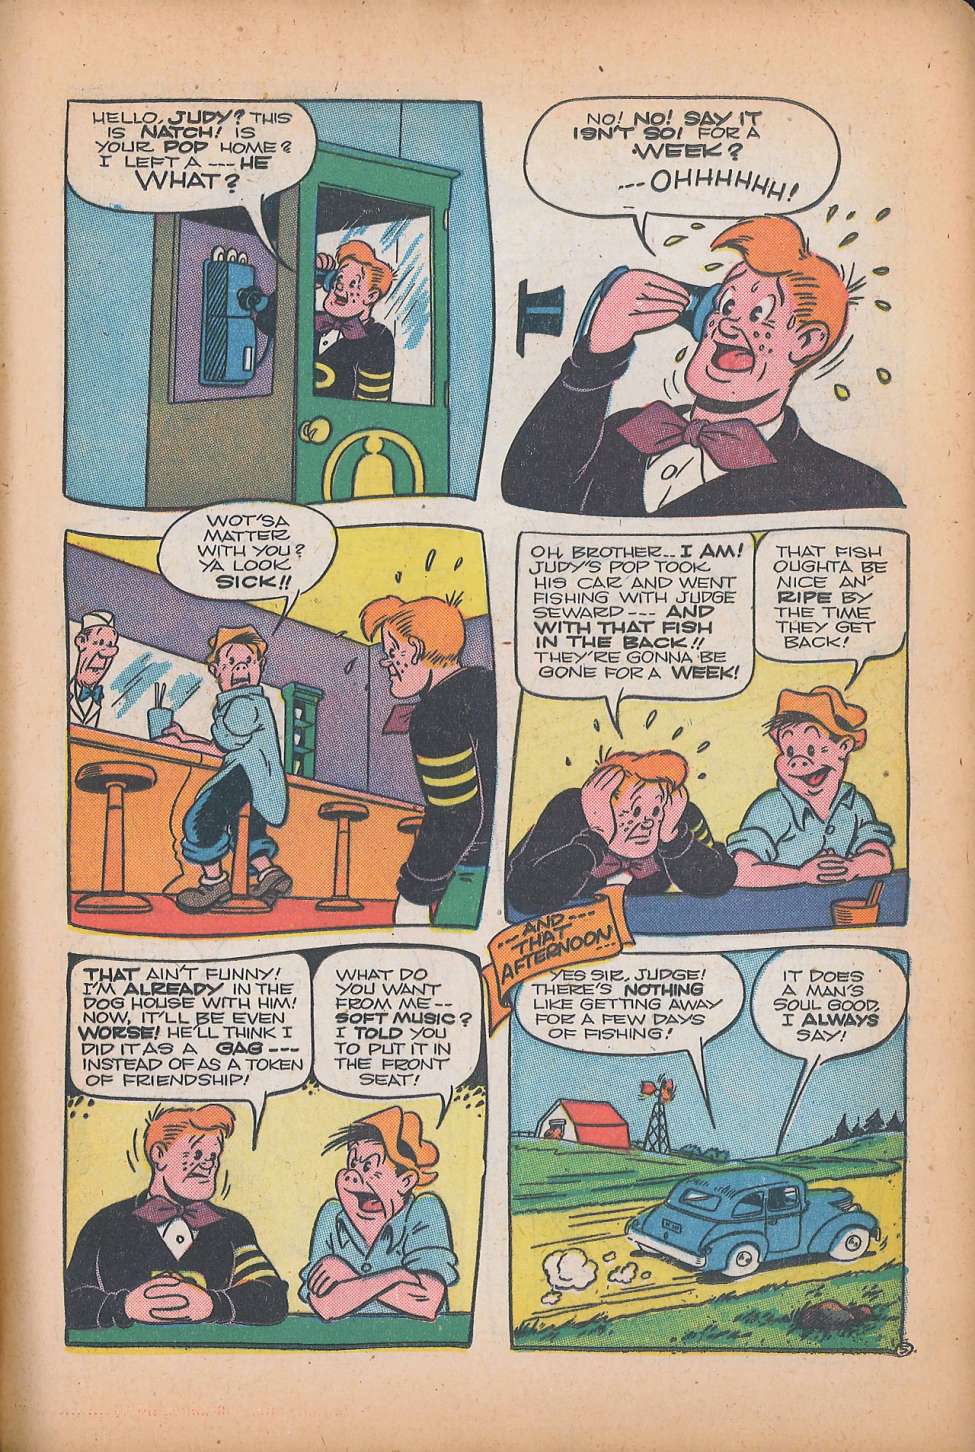 HELLO, JUDY? THIS
IS NATCH! IS
YOUR POP HOME?
I LEFT A --- HE
WHAT?
NO! NO! SAY IT
ISN'T SO! FOR A
WEEK?
---OHHHHHH!
WOT'SA
MATTER
WITH YOU?
YA LOOK
SICK!!
OH, BROTHER-- I AM!
JUDY'S POP TOOK
HIS CAR AND WENT
FISHING WITH JUDGE
SEWARD --- AND
WITH THAT FISH
IN THE BACK!!
THEY'RE GONNA BE
GONE FOR A WEEK!
THAT FISH
OUGHTA BE
NICE AN'
RIPE BY
THE TIME
THEY GET
BACK!
THAT AIN'T FUNNY!
I'M ALREADY IN THE
DOG HOUSE WITH HIM!
NOW, IT'LL BE EVEN
WORSE! HE'LL THINK I
DID IT AS A GAG ---
INSTEAD OF AS A TOKEN
OF FRIENDSHIP!
WHAT DO
YOU WANT
FROM ME --
SOFT MUSIC?
I TOLD YOU
TO PUT IT IN
THE FRONT
SEAT!
---AND---
THAT
AFTERNOON---
YES SIR, JUDGE!
THERE'S NOTHING
LIKE GETTING AWAY
FOR A FEW DAYS
OF FISHING!
IT DOES
A MAN'S
SOUL GOOD,
I ALWAYS
SAY!